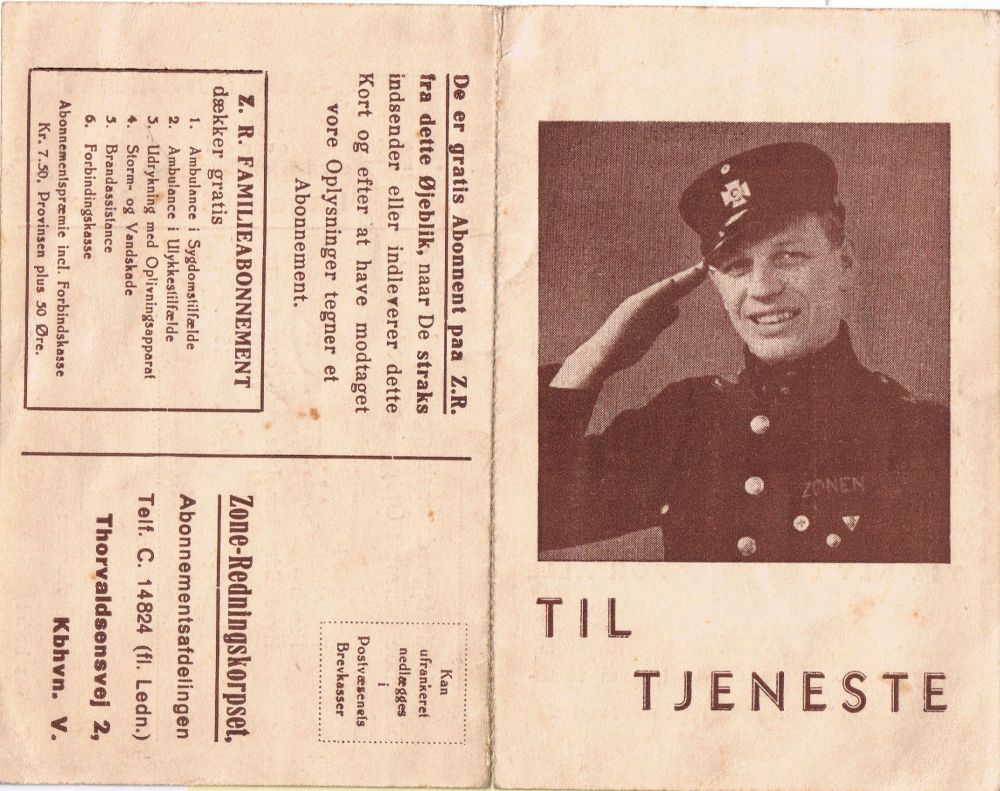 De er gratis Abonnent paa Z.R.
fra dette Øjeblik, naar De straks
indsender eller indleverer dette
Kort og efter at have modtaget
vore Oplysninger tegner et
Abonnement.
Z. R. FAMILIEABONNEMENT
dækker gratis
1. Ambulance i Sygdomstilfælde
2. Ambulance i Ulykkestilfælde
3. Udrykning med Oplivningsapparat
4. Storm- og Vandskade
5. Brandassistance
6. Forbindingskasse
Abonnementspræmie incl. Forbindskasse
Kr. 7.50, Provinsen plus 50 Øre.
Kan
ufrankeret
nedlægges
i
Postvæsenets
Brevkasser
Zone-Redningskorpset,
Abonnementsafdelingen
Telf. C. 14824 (fl. Ledn.)
Thorvaldsensvej 2,
Kbhvn. V.
ZONEN
TIL
TJENESTE